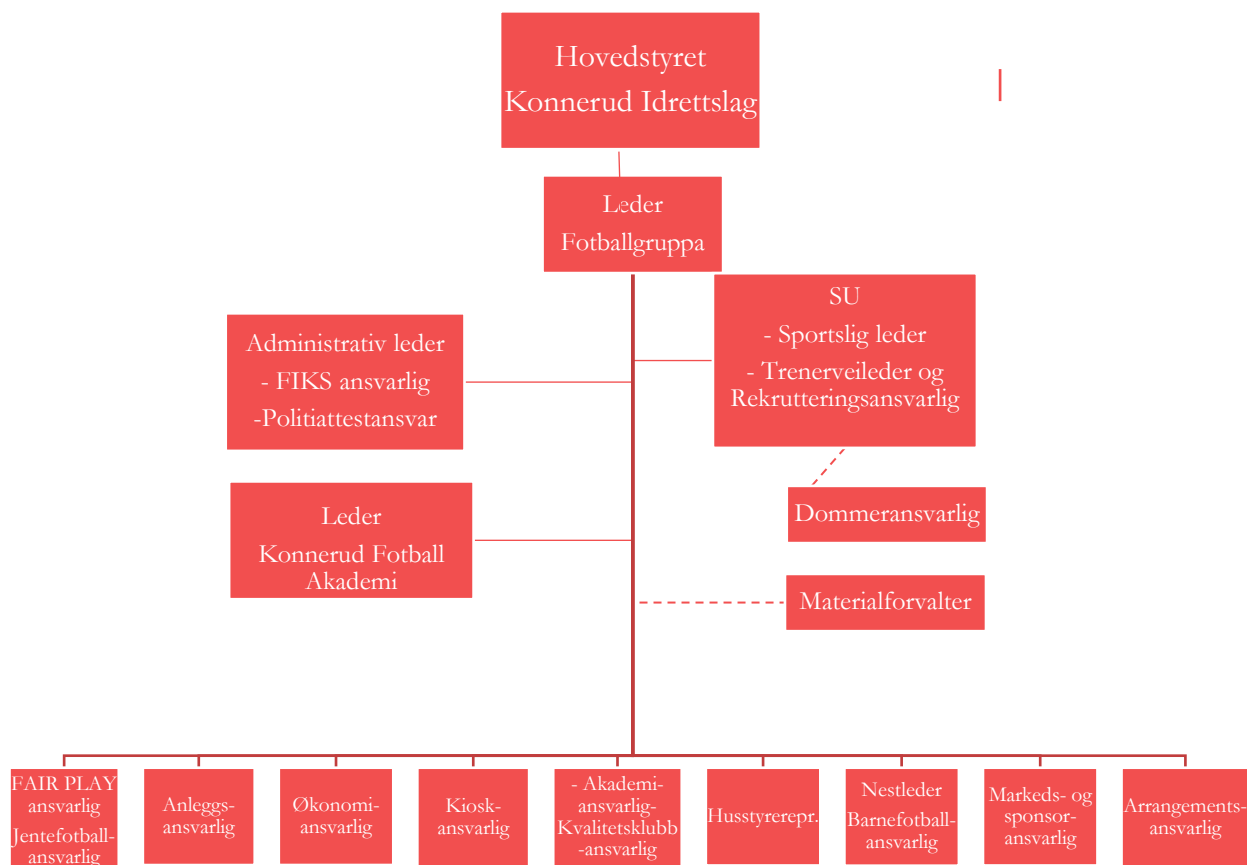 Hovedstyret
Konnerud Idrettslag
Leder
Fotballgruppa
SU
- Sportslig leder
- Trenerveileder og
Rekrutteringsansvarlig
Administrativ leder
- FIKS ansvarlig
-Politiattestansvar
Leder
Konnerud Fotball
Akademi
Dommeransvarlig
Materialforvalter
FAIR PLAY
ansvarlig
Jentefotball-
ansvarlig
Anleggs-
ansvarlig
Økonomi-
ansvarlig
Kiosk-
ansvarlig
- Akademi-
ansvarlig-
Kvalitetsklubb
-ansvarlig
Husstyrerepr.
Nestleder
Barnefotball-
ansvarlig
Markeds- og
sponsor-
ansvarlig
Arrangements-
ansvarlig